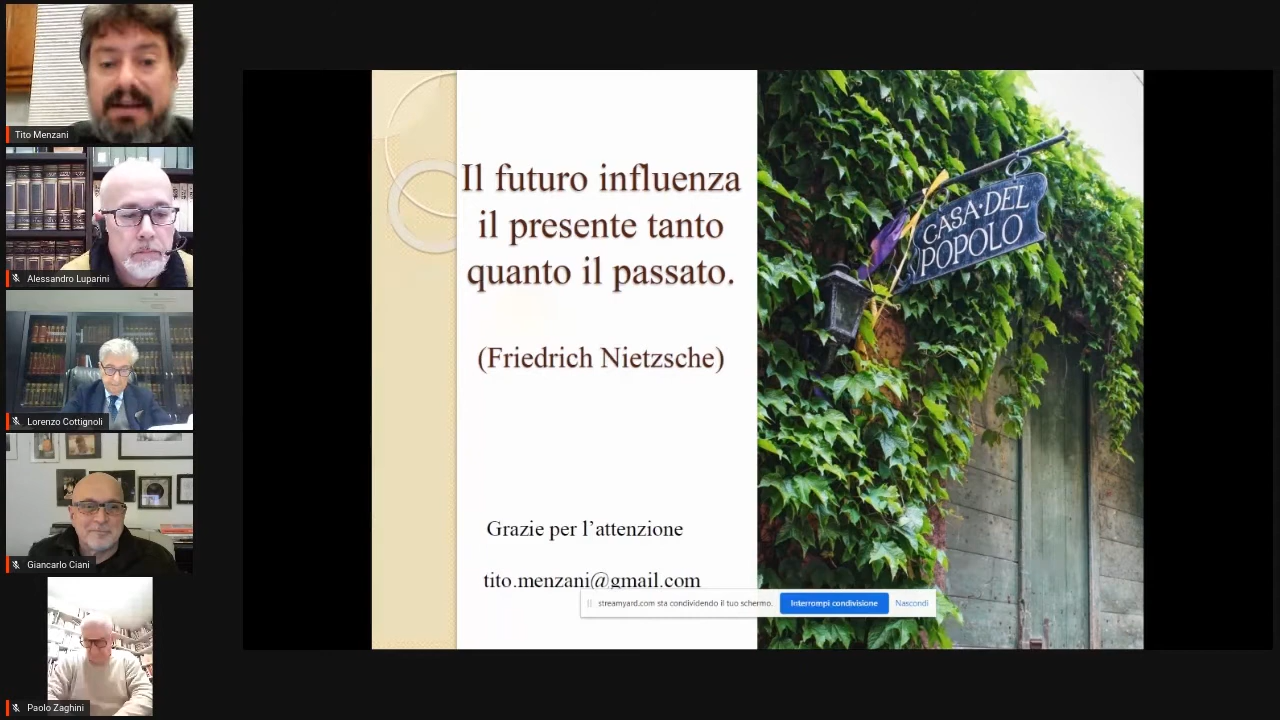 Tito Menzani
Alessandro Luparini
Lorenzo Cottignoli
Giancarlo Ciani
Paolo Zaghini
Il futuro influenza
il presente tanto
quanto il passato.
(Friedrich Nietzsche)
Grazie per l’attenzione
tito.menzani@gmail.com
streamyard.com sta condividendo il tuo schermo.
Interrompi condivisione
Nascondi
CASA·DEL
POPOLO